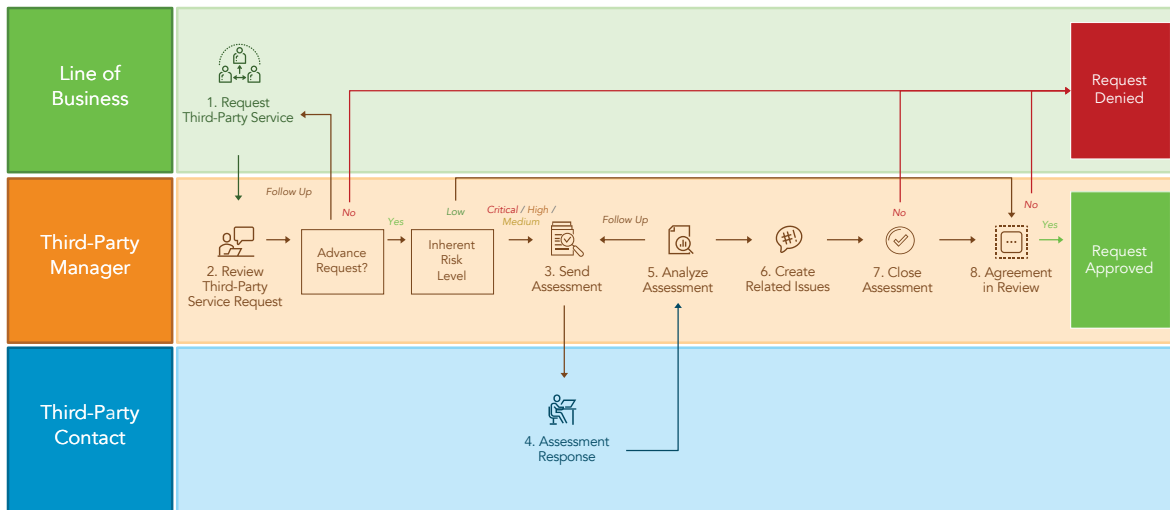 Line of
Business
1. Request
Third-Party Service
Request
Denied
Third-Party
Manager
Follow Up
No
Yes
Low
Critical / High /
Medium
Follow Up
No
No
Yes
2. Review
Third-Party
Service Request
Advance
Request?
Inherent
Risk
Level
3. Send
Assessment
5. Analyze
Assessment
#!
6. Create
Related Issues
7. Close
Assessment
8. Agreement
in Review
Request
Approved
Third-Party
Contact
4. Assessment
Response